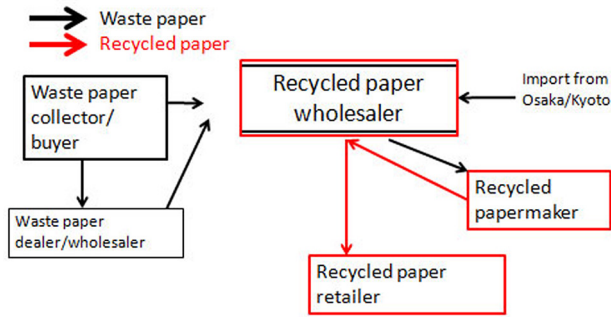 Waste paper
Recycled paper
Waste paper
collector/
buyer
Recycled paper
wholesaler
Import from
Osaka/Kyoto
Waste paper
dealer/wholesaler
Recycled
papermaker
Recycled paper
retailer